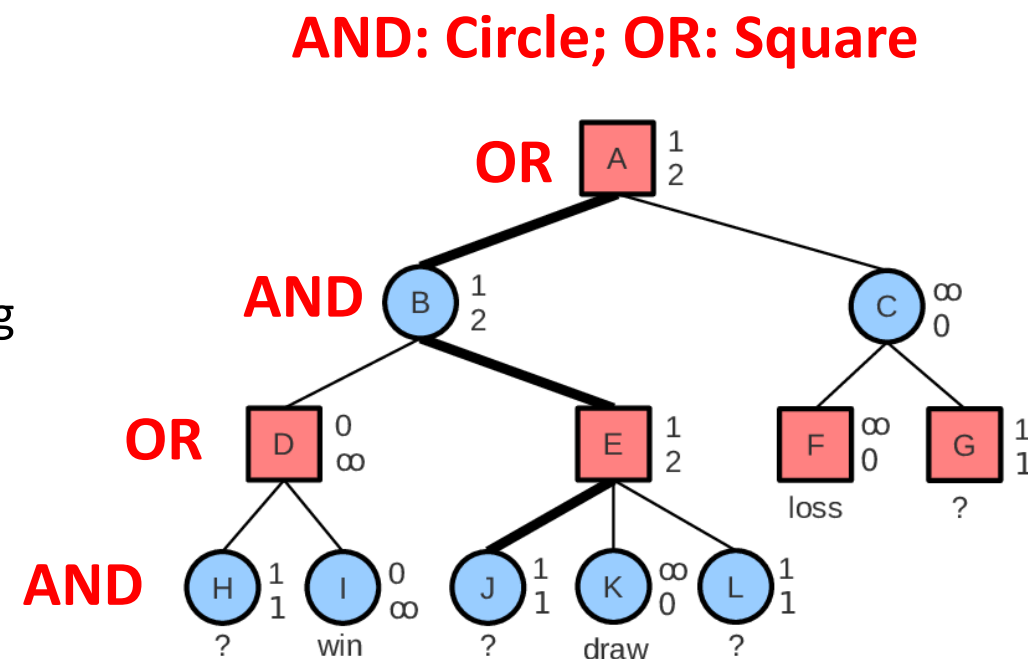 AND: Circle; OR: Square
OR A 1
2
g
AND B 1
2
C ∞
0
OR D 0
∞
E 1
2
F ∞
0
G 1
1
loss ?
AND H 1
1
I 0
∞
J 1
1
K ∞
0
L 1
1
? win ? draw ?